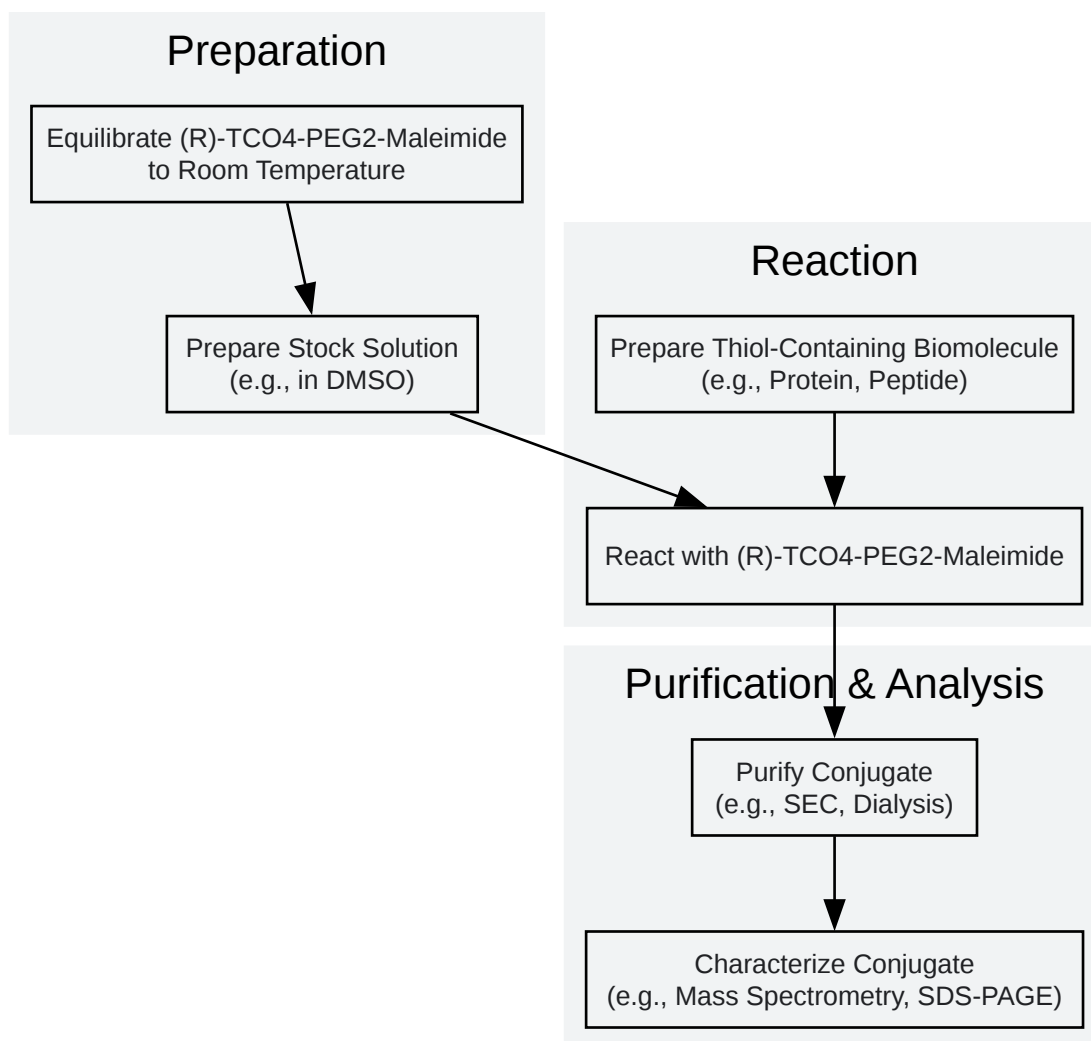 Preparation
Equilibrate (R)-TCO4-PEG2-Maleimide
to Room Temperature
Prepare Stock Solution
(e.g., in DMSO)
Reaction
Prepare Thiol-Containing Biomolecule
(e.g., Protein, Peptide)
React with (R)-TCO4-PEG2-Maleimide
Purification & Analysis
Purify Conjugate
(e.g., SEC, Dialysis)
Characterize Conjugate
(e.g., Mass Spectrometry, SDS-PAGE)